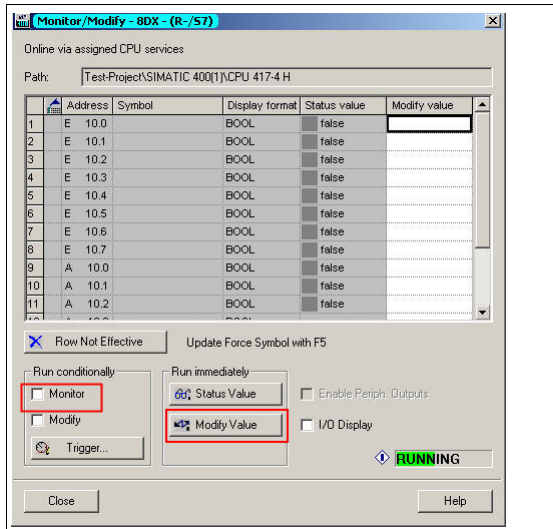 Monitor/Modify - 8DX - (R-/S7)
Online via assigned CPU services
Path: Test-Project\SIMATIC 400(1)\CPU 417-4 H
Address Symbol Display format Status value Modify value
1 E 10.0 BOOL false
2 E 10.1 BOOL false
3 E 10.2 BOOL false
4 E 10.3 BOOL false
5 E 10.4 BOOL false
6 E 10.5 BOOL false
7 E 10.6 BOOL false
8 E 10.7 BOOL false
9 A 10.0 BOOL false
10 A 10.1 BOOL false
11 A 10.2 BOOL false
Row Not Effective Update Force Symbol with F5
Run conditionally Run immediately
Monitor Status Value Enable Periph. Outputs
Modify Modify Value I/O Display
Trigger...
RUNNING
Close Help